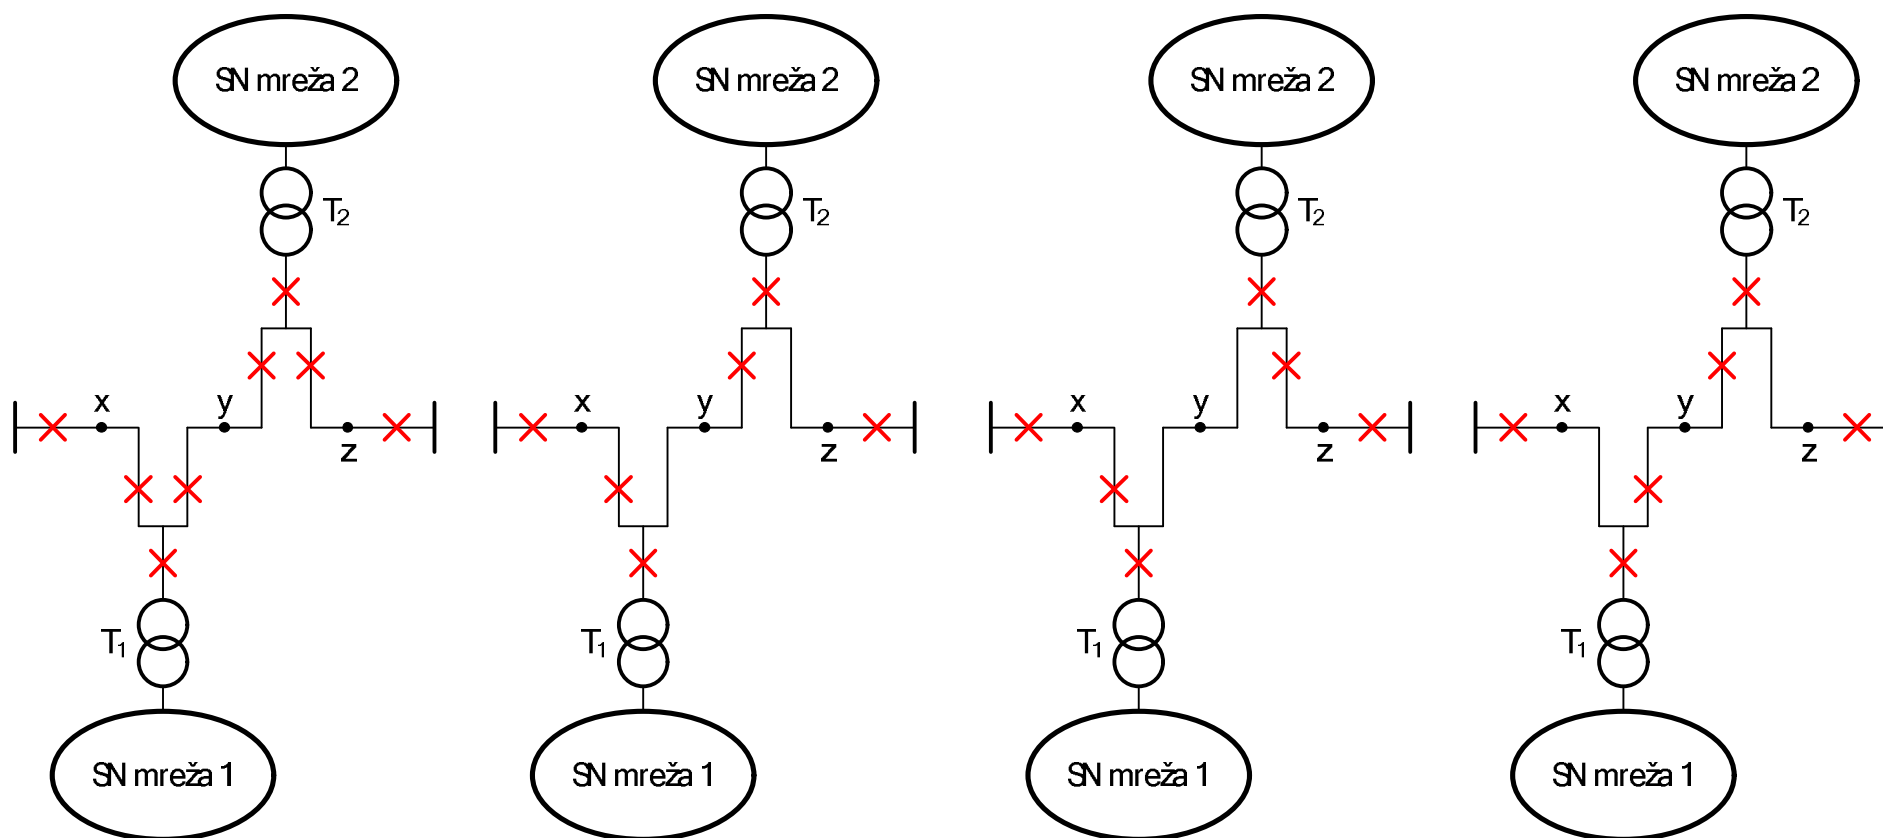 SN mreža 2 SN mreža 2 SN mreža 2 SN mreža 2
T2 T2 T2 T2
x y x y x y x y
z z z z
T1 T1 T1 T1
SN mreža 1 SN mreža 1 SN mreža 1 SN mreža 1